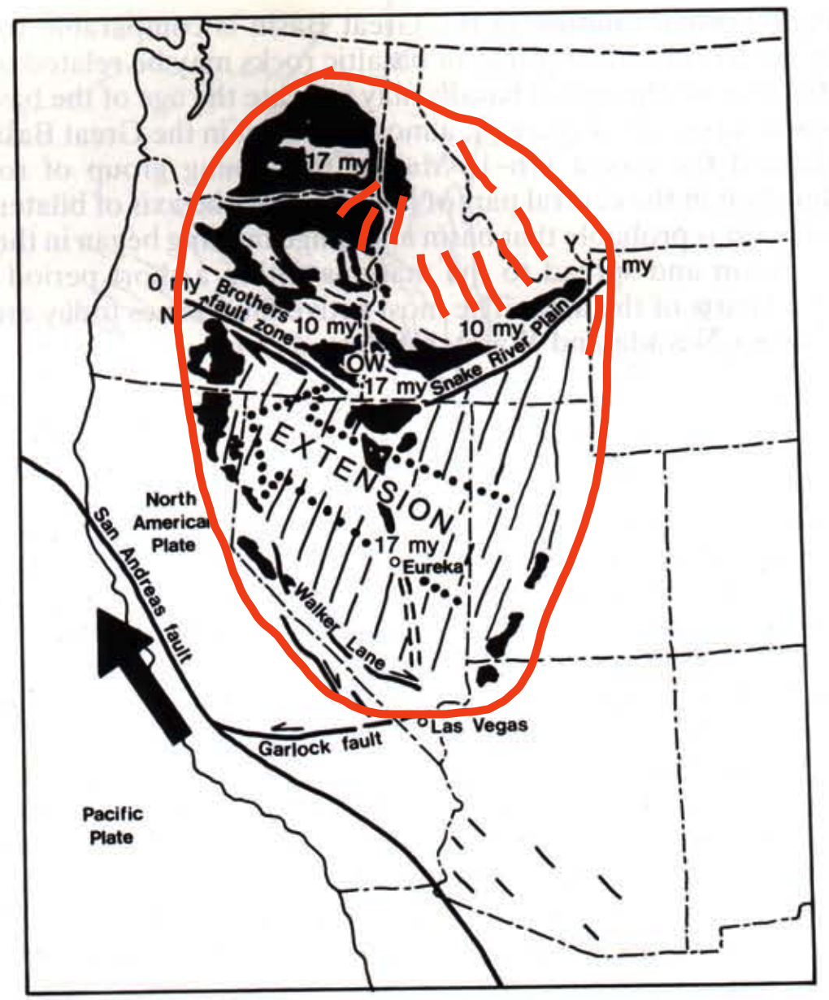 17 my
Y
0 my
0 my
N
Brothers
fault zone
10 my
10 my
Snake River Plain
OW
17 my
EXTENSION
North
American
Plate
17 my
Eureka
San Andreas fault
Walker Lane
Las Vegas
Garlock fault
Pacific
Plate